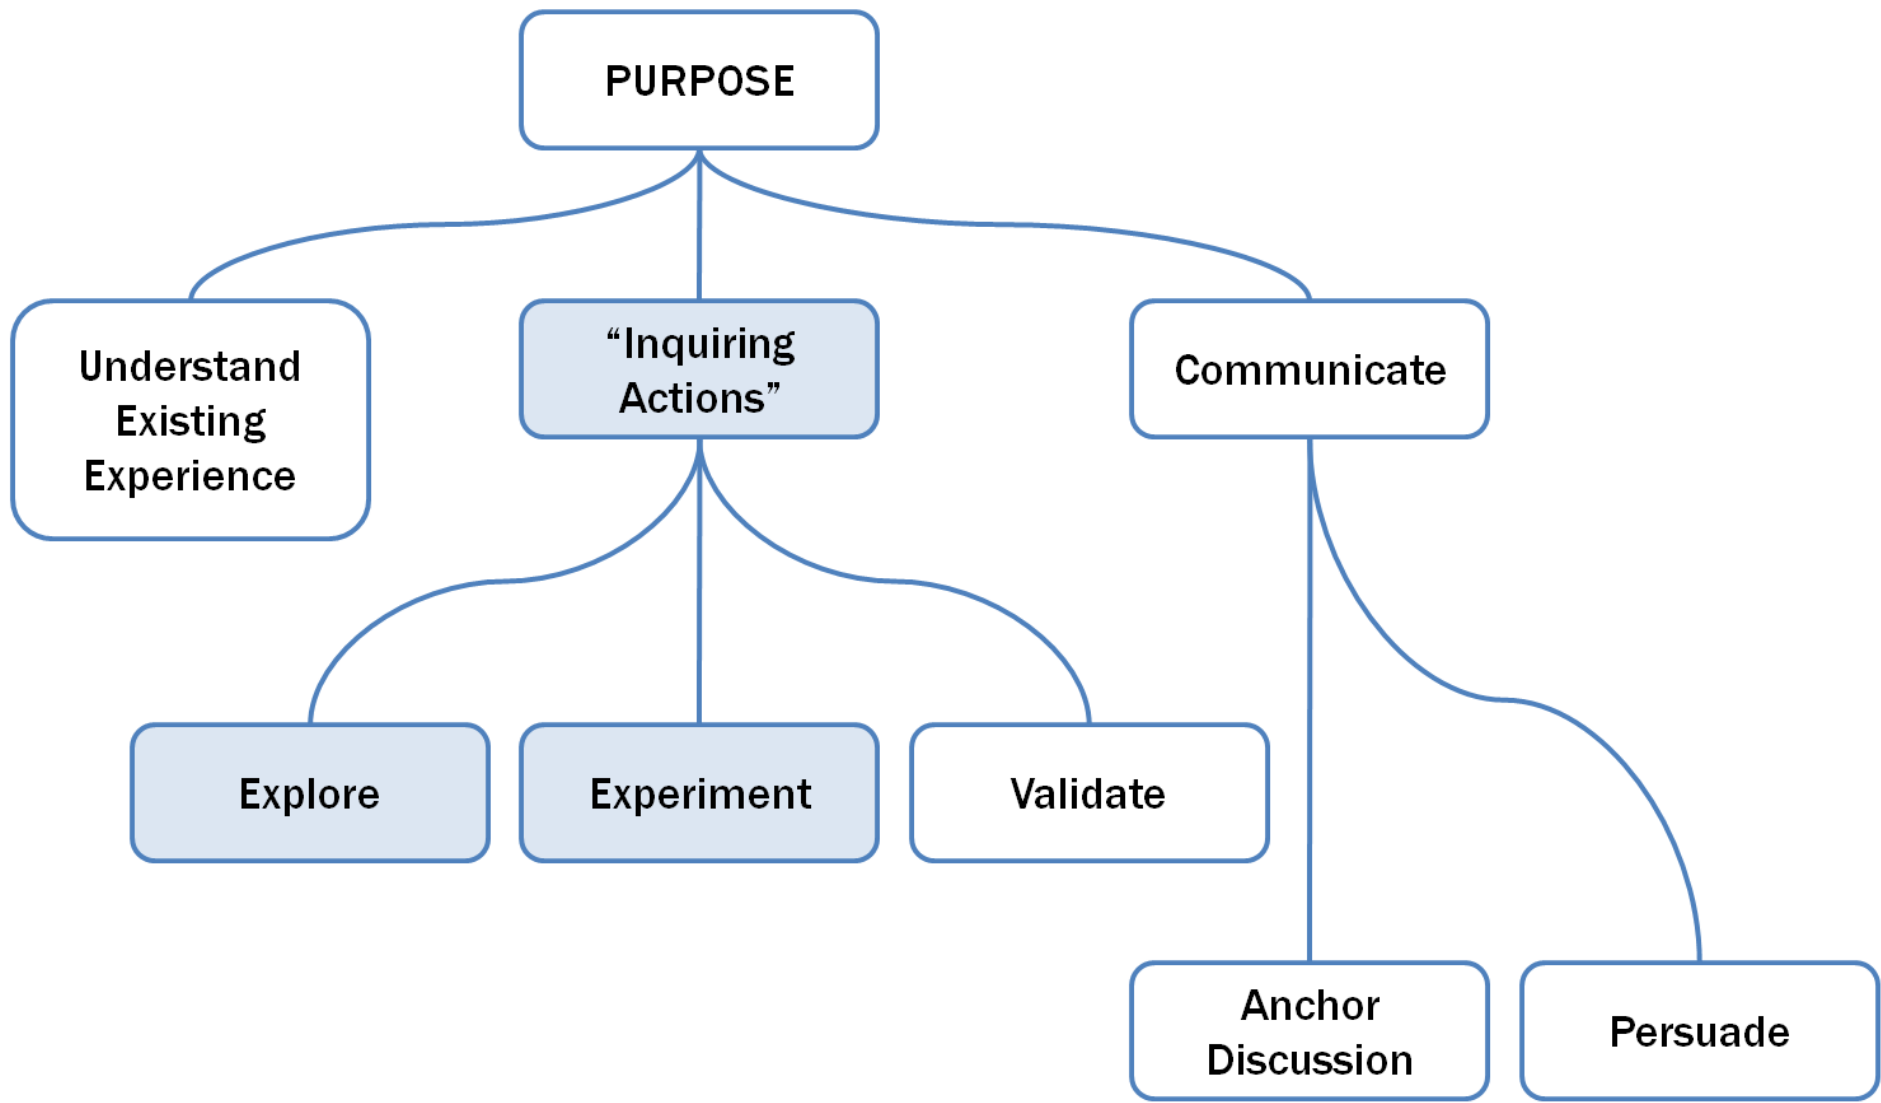 PURPOSE
Understand
Existing
Experience
“Inquiring
Actions”
Communicate
Explore
Experiment
Validate
Anchor
Discussion
Persuade